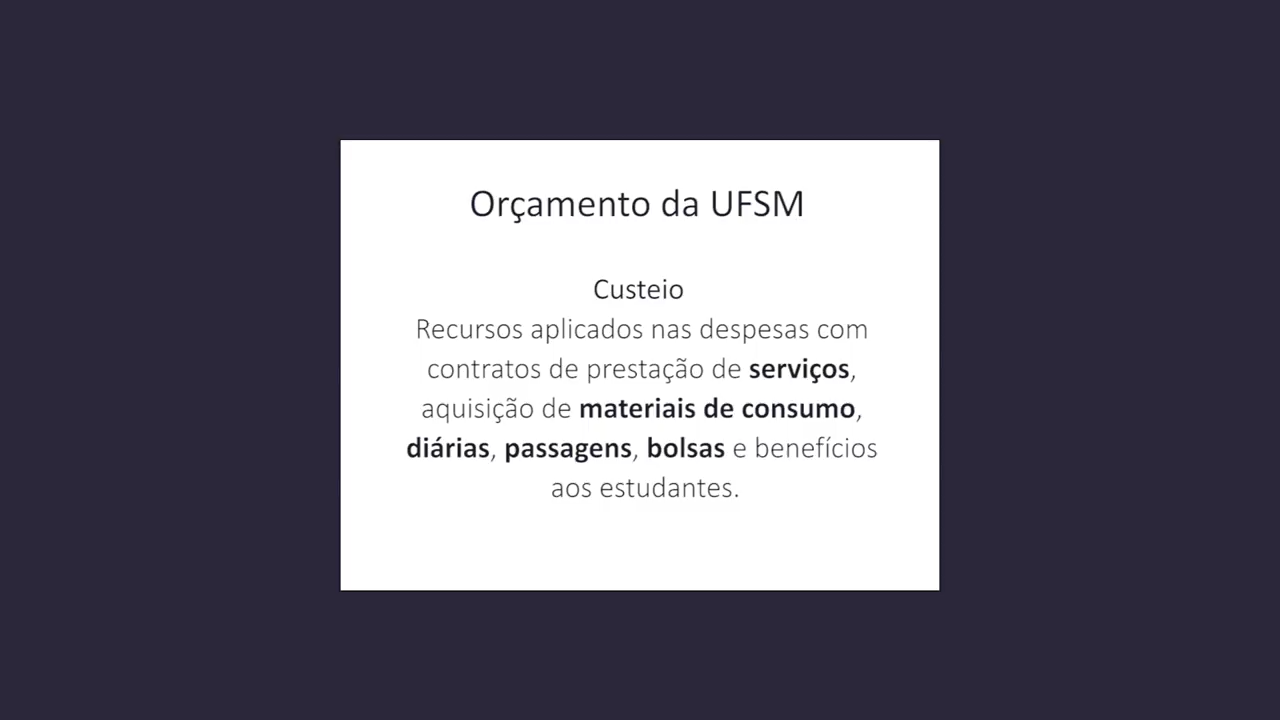 Orçamento da UFSM
Custeio
Recursos aplicados nas despesas com
contratos de prestação de serviços,
aquisição de materiais de consumo,
diárias, passagens, bolsas e benefícios
aos estudantes.